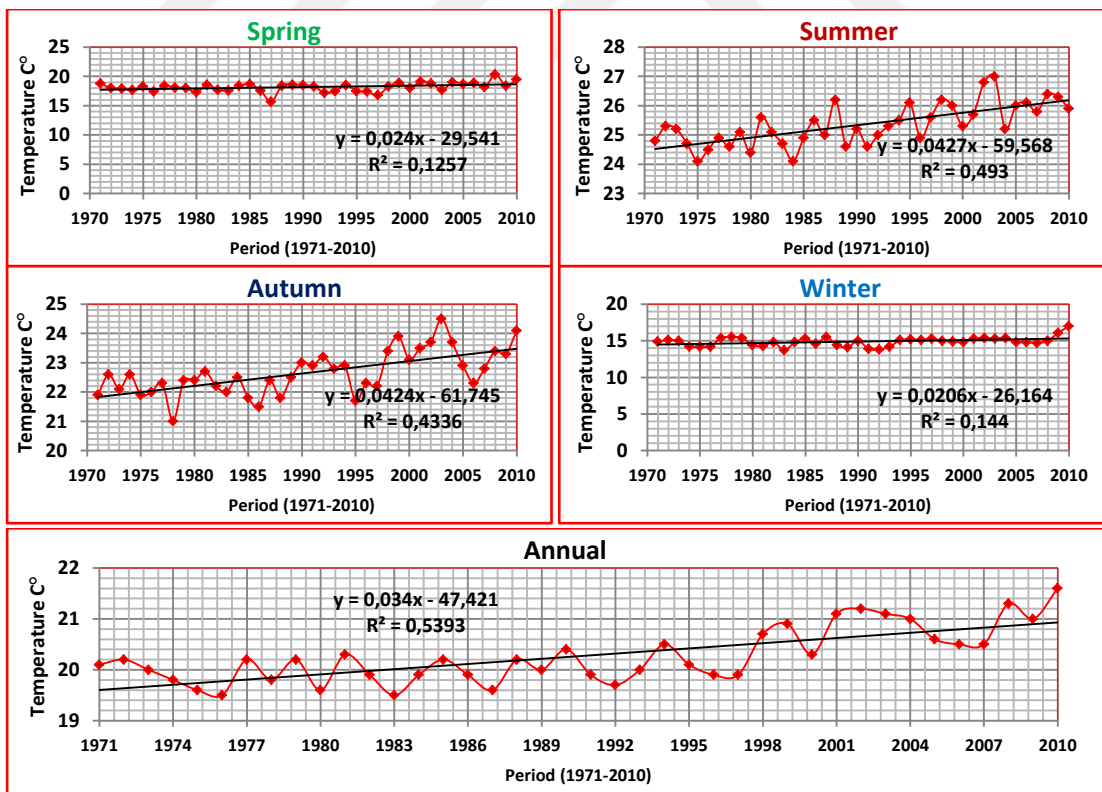 Spring
Temperature C°
25
20
15
10
5
0
y = 0,024x - 29,541
R² = 0,1257
1970 1975 1980 1985 1990 1995 2000 2005 2010
Period (1971-2010)
Summer
Temperature C°
28
27
26
25
24
23
y = 0,0427x - 59,568
R² = 0,493
1970 1975 1980 1985 1990 1995 2000 2005 2010
Period (1971-2010)
Autumn
Temperature C°
25
24
23
22
21
20
y = 0,0424x - 61,745
R² = 0,4336
1970 1975 1980 1985 1990 1995 2000 2005 2010
Period (1971-2010)
Winter
Temperature C°
20
15
10
5
0
y = 0,0206x - 26,164
R² = 0,144
1970 1975 1980 1985 1990 1995 2000 2005 2010
Period (1971-2010)
Annual
Temperature C°
22
21
20
19
y = 0,034x - 47,421
R² = 0,5393
1971 1974 1977 1980 1983 1986 1989 1992 1995 1998 2001 2004 2007 2010
Period (1971-2010)